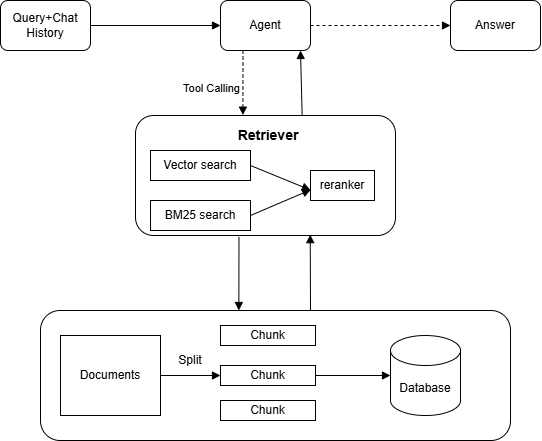 Query+Chat
History
Agent
Answer
Tool Calling
Retriever
Vector search
reranker
BM25 search
Chunk
Split
Documents
Chunk
Database
Chunk